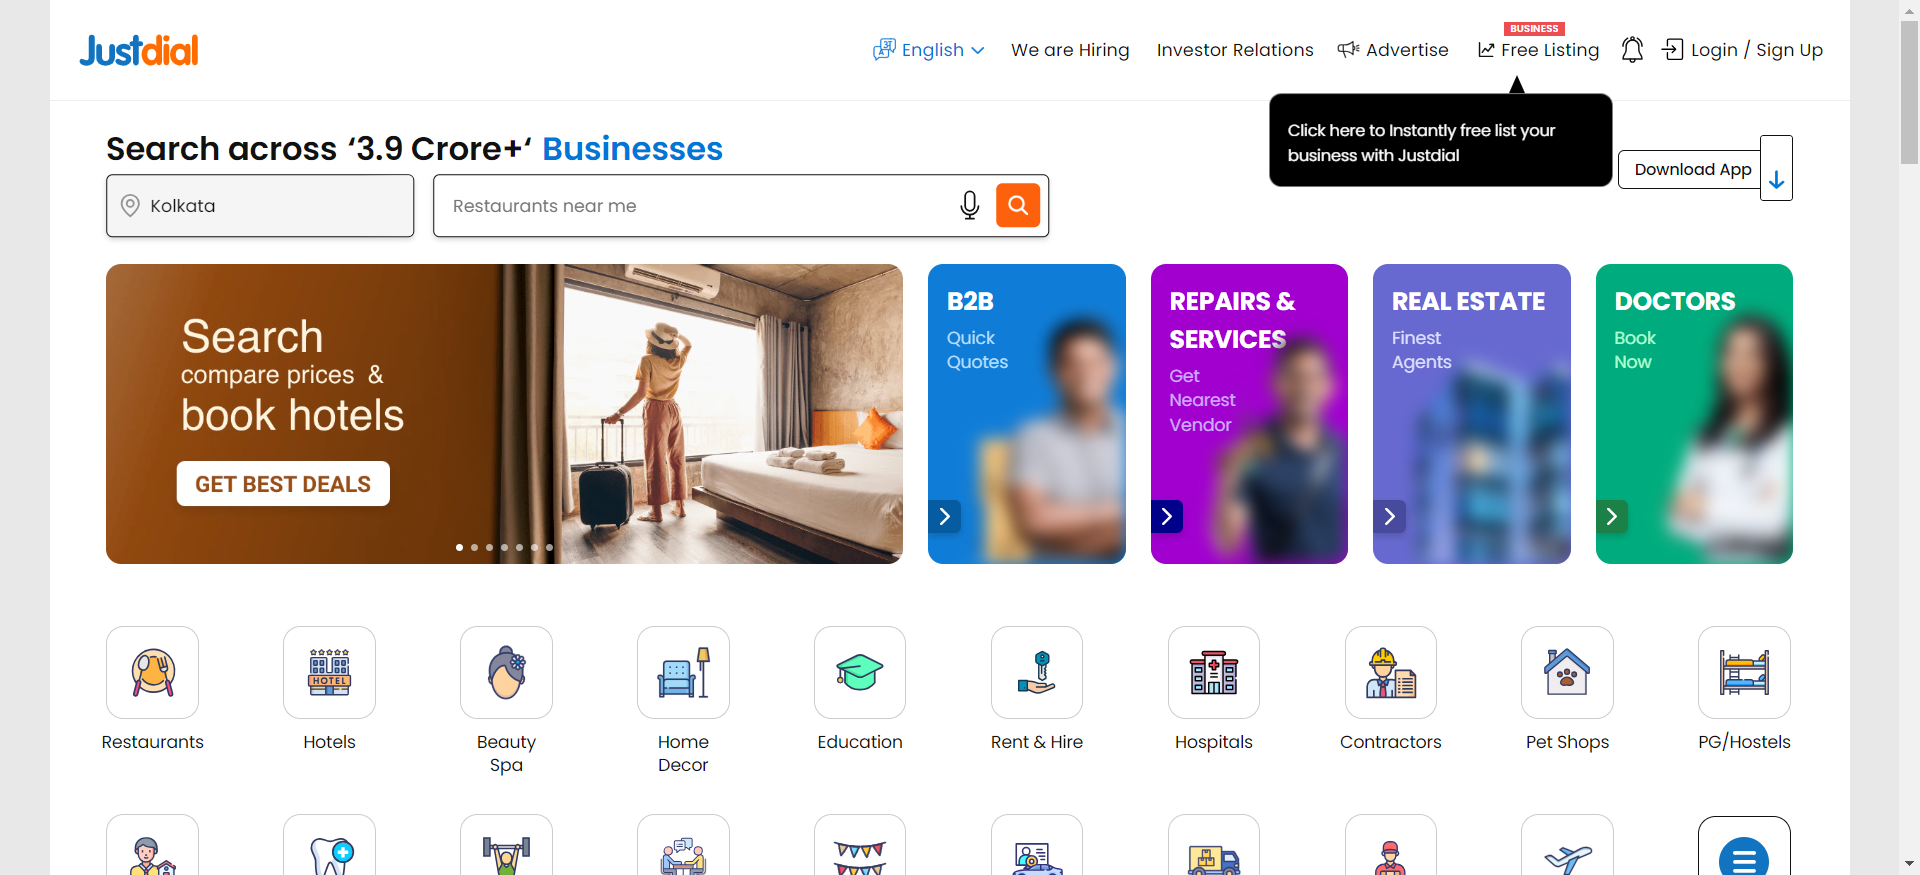 Justdial
English
We are Hiring
Investor Relations
Advertise
BUSINESS
Free Listing
Login / Sign Up
Click here to Instantly free list your
business with Justdial
Search across ‘3.9 Crore+‘ Businesses
Download App
Kolkata
Restaurants near me
Search
compare prices &
book hotels
GET BEST DEALS
B2B
Quick
Quotes
REPAIRS &
SERVICES
Get
Nearest
Vendor
REAL ESTATE
Finest
Agents
DOCTORS
Book
Now
HOTEL
Restaurants
Hotels
Beauty
Spa
Home
Decor
Education
Rent & Hire
Hospitals
Contractors
Pet Shops
PG/Hostels